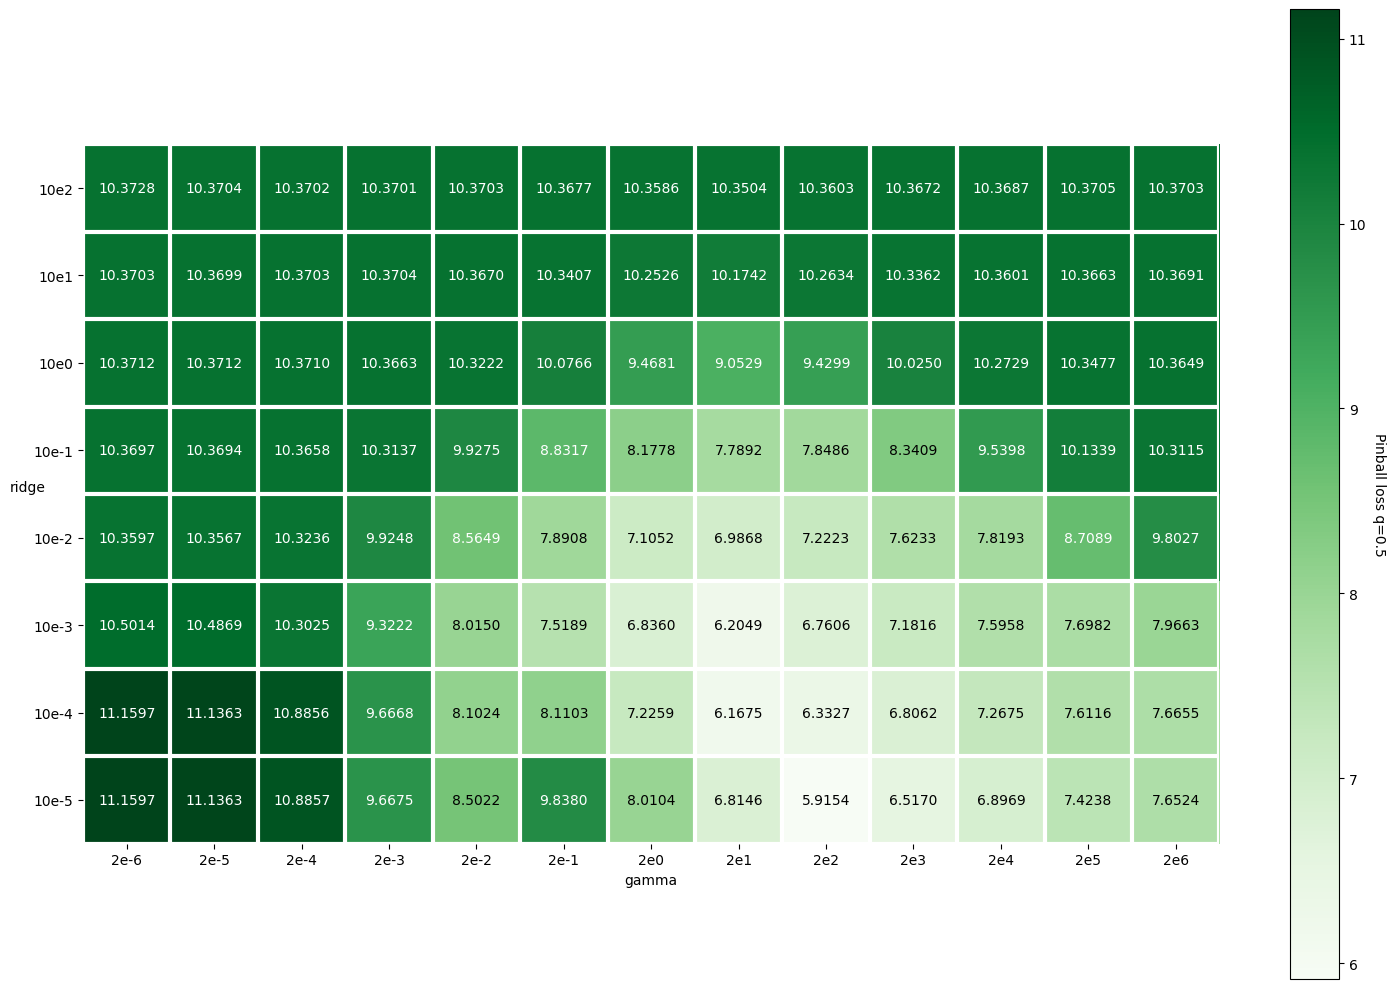 11
10e2 10.3728 10.3704 10.3702 10.3701 10.3703 10.3677 10.3586 10.3504 10.3603 10.3672 10.3687 10.3705 10.3703
10
10e1 10.3703 10.3699 10.3703 10.3704 10.3670 10.3407 10.2526 10.1742 10.2634 10.3362 10.3601 10.3663 10.3691
10e0 10.3712 10.3712 10.3710 10.3663 10.3222 10.0766 9.4681 9.0529 9.4299 10.0250 10.2729 10.3477 10.3649
9
10e-1 10.3697 10.3694 10.3658 10.3137 9.9275 8.8317 8.1778 7.7892 7.8486 8.3409 9.5398 10.1339 10.3115
ridge
Pinball loss q=0.5
10e-2 10.3597 10.3567 10.3236 9.9248 8.5649 7.8908 7.1052 6.9868 7.2223 7.6233 7.8193 8.7089 9.8027
8
10e-3 10.5014 10.4869 10.3025 9.3222 8.0150 7.5189 6.8360 6.2049 6.7606 7.1816 7.5958 7.6982 7.9663
10e-4 11.1597 11.1363 10.8856 9.6668 8.1024 8.1103 7.2259 6.1675 6.3327 6.8062 7.2675 7.6116 7.6655
7
10e-5 11.1597 11.1363 10.8857 9.6675 8.5022 9.8380 8.0104 6.8146 5.9154 6.5170 6.8969 7.4238 7.6524
2e-6 2e-5 2e-4 2e-3 2e-2 2e-1 2e0 2e1 2e2 2e3 2e4 2e5 2e6
gamma
6